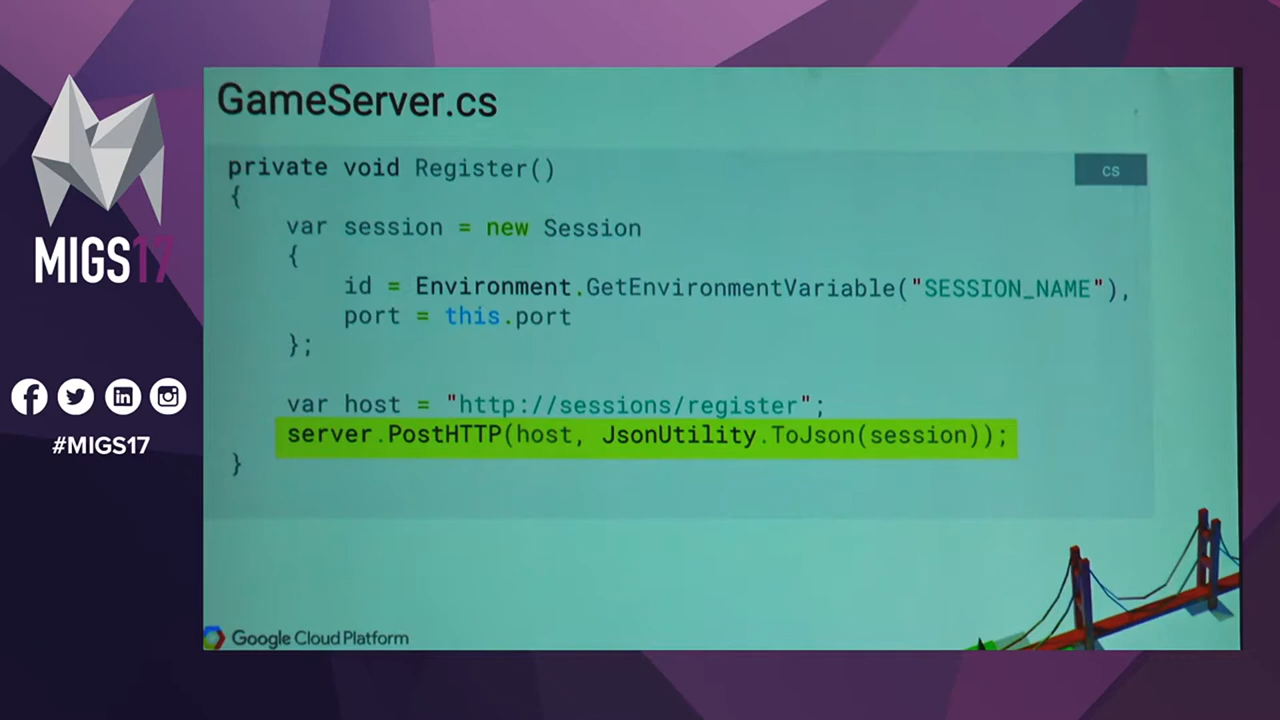 GameServer.cs
private void Register()
cs
{
var session = new Session
{
id = Environment.GetEnvironmentVariable("SESSION_NAME"),
port = this.port
};
var host = "http://sessions/register";
server.PostHTTP(host, JsonUtility.ToJson(session));
}
Google Cloud Platform
MIGS17
#MIGS17